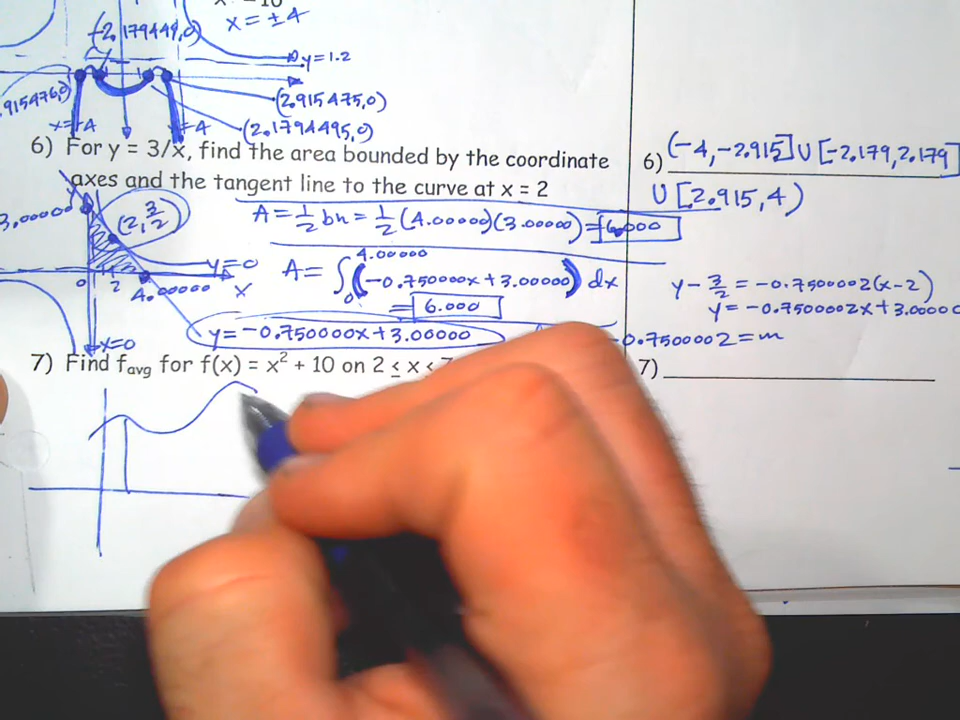 x = ±4
(-2.179449,0)
y = 1.2
(2.915475,0)
x = -4
x = 4
(2.1794495,0)
6) For y = 3/x, find the area bounded by the coordinate
axes and the tangent line to the curve at x = 2
6) (-4,-2.915] U [-2.179,2.179]
U [2.915,4)
3.00000
(2, 3/2)
A = 1/2 bh = 1/2 (4.00000)(3.00000) = 6.000
y=0
x
0 2 4.00000
A = ∫ 0 4.00000 (-0.750000x + 3.00000) dx
= 6.000
y - 3/2 = -0.7500002(x-2)
y = -0.7500002x + 3.0000
x=0
y = -0.750000x + 3.00000
-0.7500002 = m
7) Find favg for f(x) = x² + 10 on 2 ≤ x
7)